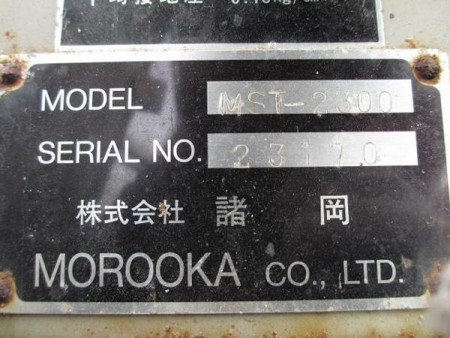 MODEL MST-2300
SERIAL NO. 23170
株式会社 諸岡
MOROOKA CO., LTD.